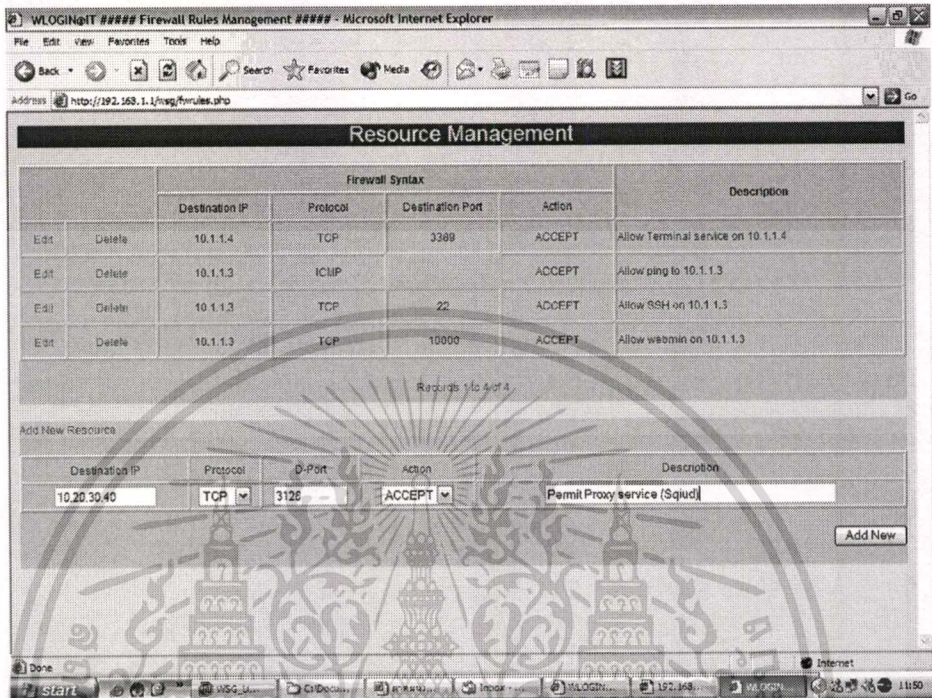 WLOGIN@IT ##### Firewall Rules Management ##### - Microsoft Internet Explorer
File Edit View Favorites Tools Help
Back Search Favorites Media
Address http://192.168.1.1/wsg/fwrules.php Go
Resource Management
Firewall Syntax Description
Destination IP Protocol Destination Port Action
Edit Delete 10.1.1.4 TCP 3389 ACCEPT Allow Terminal service on 10.1.1.4
Edit Delete 10.1.1.3 ICMP ACCEPT Allow ping to 10.1.1.3
Edit Delete 10.1.1.3 TCP 22 ACCEPT Allow SSH on 10.1.1.3
Edit Delete 10.1.1.3 TCP 10000 ACCEPT Allow webmin on 10.1.1.3
Records 1 to 4 of 4
Add New Resource
Destination IP Protocol D-Port Action Description
10.20.30.40 TCP 3128 ACCEPT Permit Proxy service (Sqiud)
Add New
Done Internet
start WSG_U... C:\Docu... Inbox - ... WLOGIN... 192.168... WLOGIN... 11:50